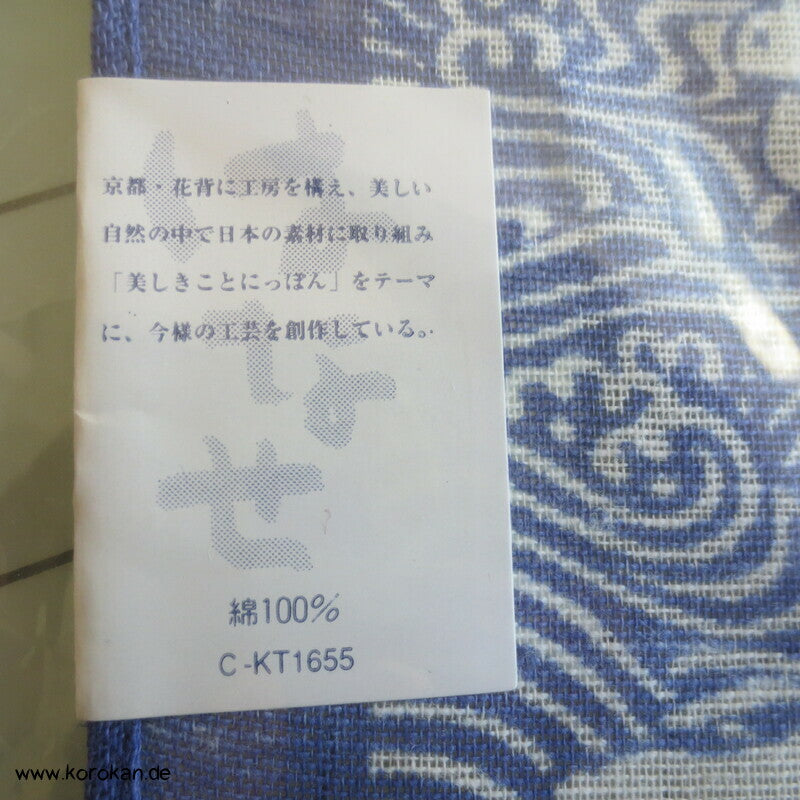 はなせ
京都・花背に工房を構え、美しい
自然の中で日本の素材に取り組み
「美しきことにっぽん」をテーマ
に、今様の工芸を創作している。
綿100%
C-KT1655
www.korokan.de